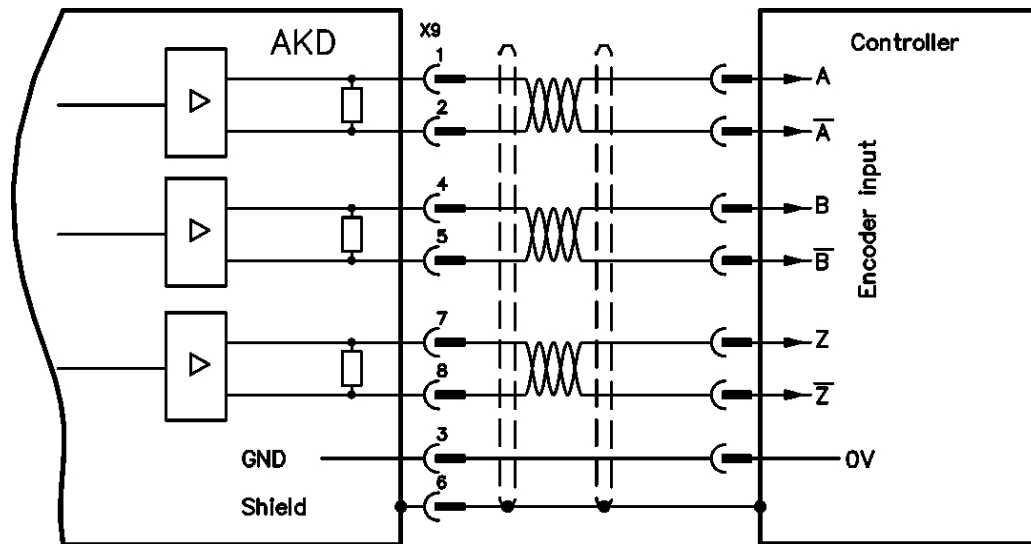 AKD
X9
Controller
1
A
2
A̅
4
B
5
B̅
Encoder input
7
Z
8
Z̅
3
GND
0V
6
Shield